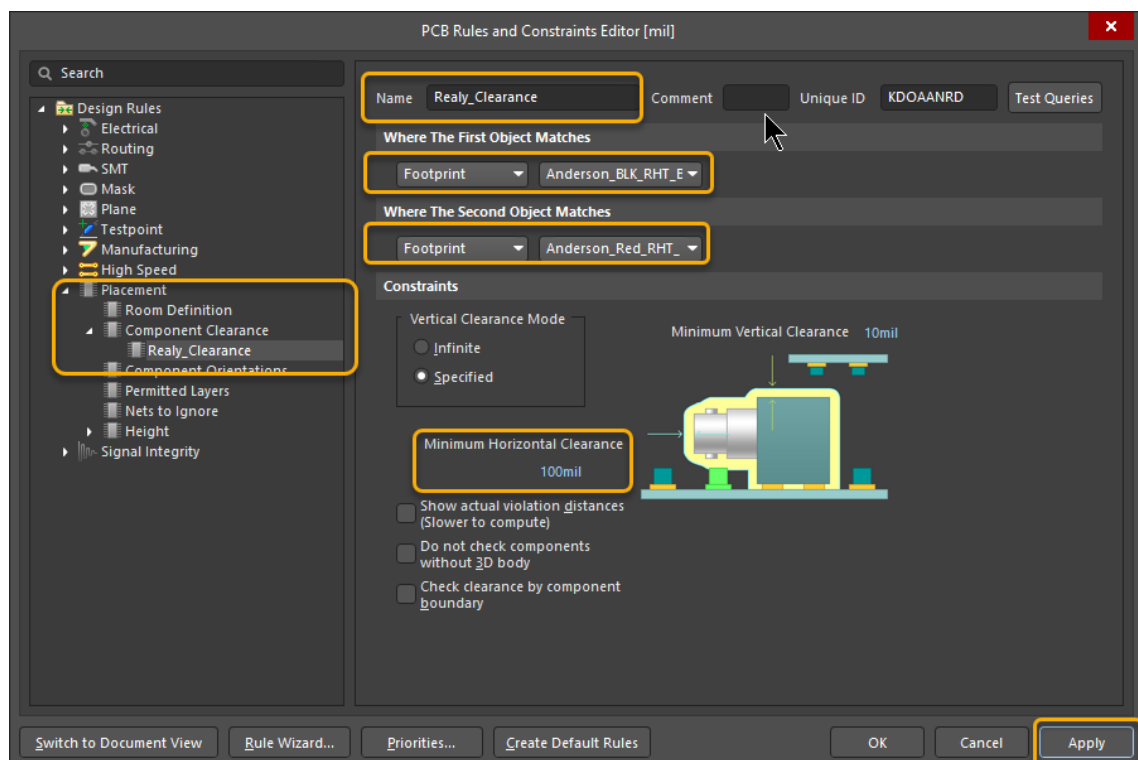 PCB Rules and Constraints Editor [mil]
Search
Design Rules
Electrical
Routing
SMT
Mask
Plane
Testpoint
Manufacturing
High Speed
Placement
Room Definition
Component Clearance
Realy_Clearance
Component Orientations
Permitted Layers
Nets to Ignore
Height
Signal Integrity
Name Realy_Clearance Comment Unique ID KDOAANRD Test Queries
Where The First Object Matches
Footprint Anderson_BLK_RHT_E
Where The Second Object Matches
Footprint Anderson_Red_RHT_
Constraints
Vertical Clearance Mode
Infinite
Specified
Minimum Vertical Clearance 10mil
Minimum Horizontal Clearance
100mil
Show actual violation distances
(Slower to compute)
Do not check components
without 3D body
Check clearance by component
boundary
Switch to Document View Rule Wizard... Priorities... Create Default Rules OK Cancel Apply